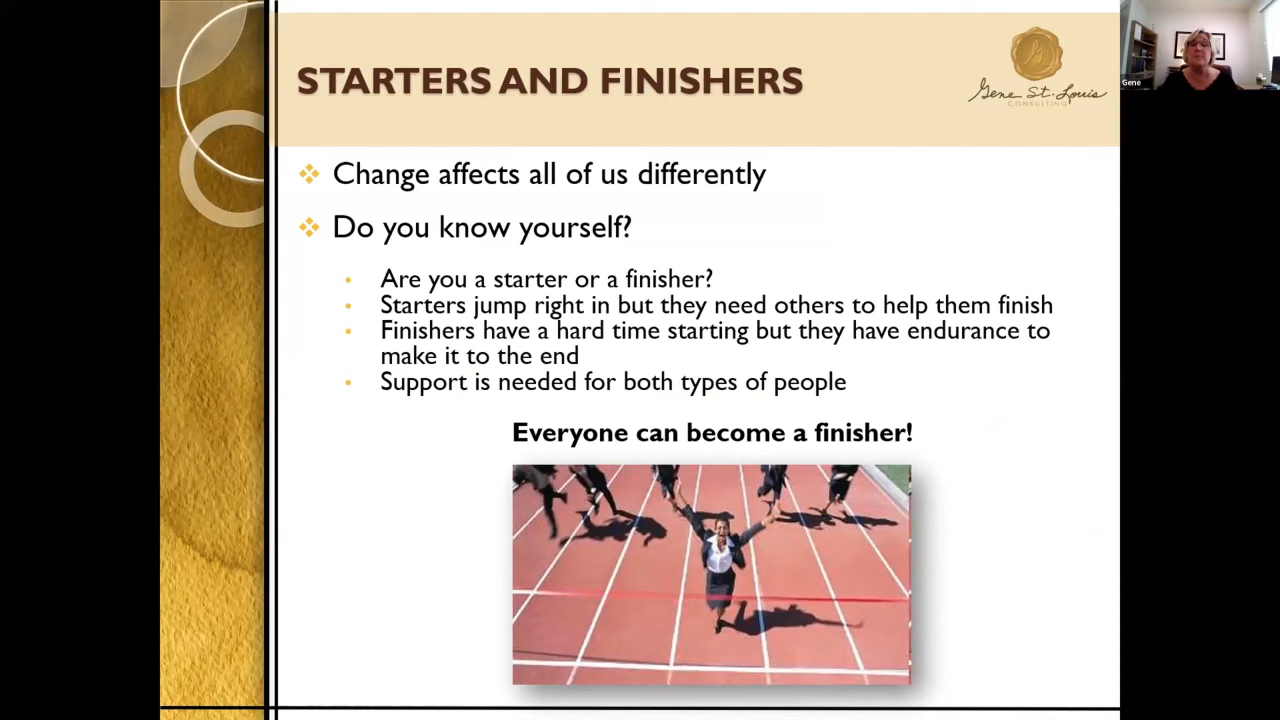 STARTERS AND FINISHERS
Gene St. Louis
CONSULTING
Gene
Change affects all of us differently
Do you know yourself?
Are you a starter or a finisher?
Starters jump right in but they need others to help them finish
Finishers have a hard time starting but they have endurance to
make it to the end
Support is needed for both types of people
Everyone can become a finisher!